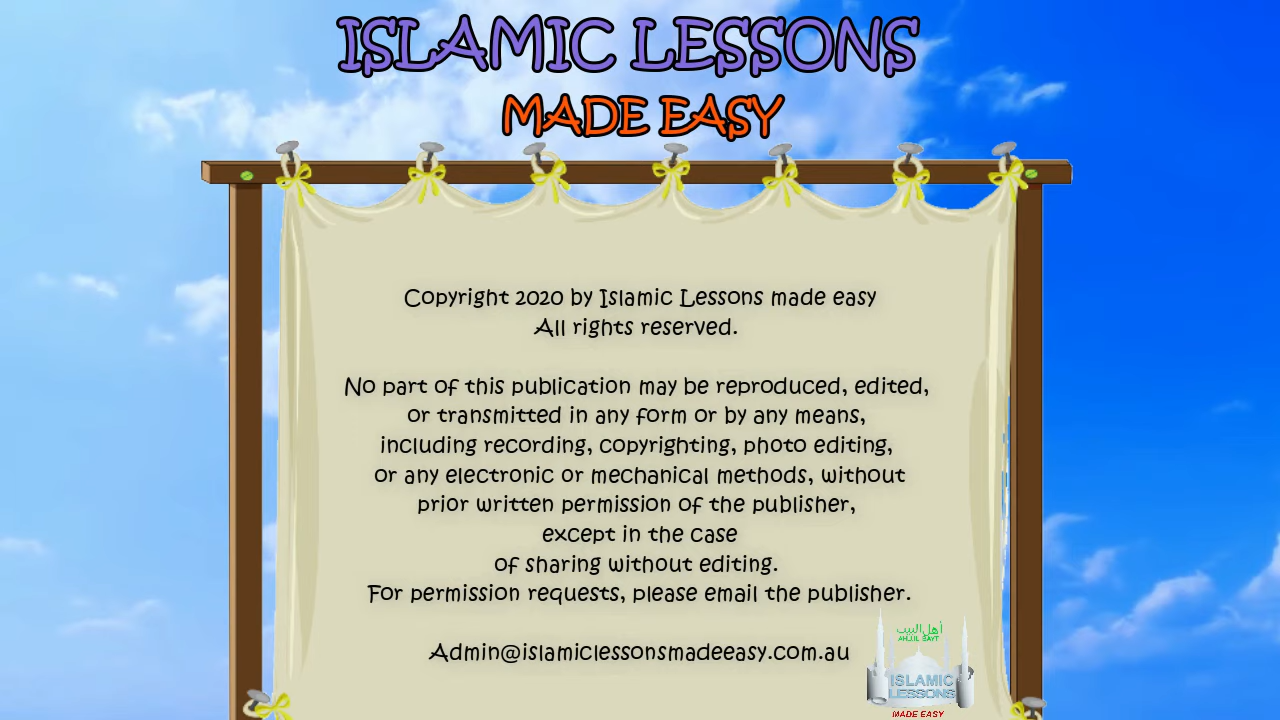 ISLAMIC LESSONS
MADE EASY
Copyright 2020 by Islamic Lessons made easy
All rights reserved.
No part of this publication may be reproduced, edited,
or transmitted in any form or by any means,
including recording, copyrighting, photo editing,
or any electronic or mechanical methods, without
prior written permission of the publisher,
except in the case
of sharing without editing.
For permission requests, please email the publisher.
Admin@islamiclessonsmadeeasy.com.au
أهل البيت
AHLUL BAYT
ISLAMIC
LESSONS
MADE EASY